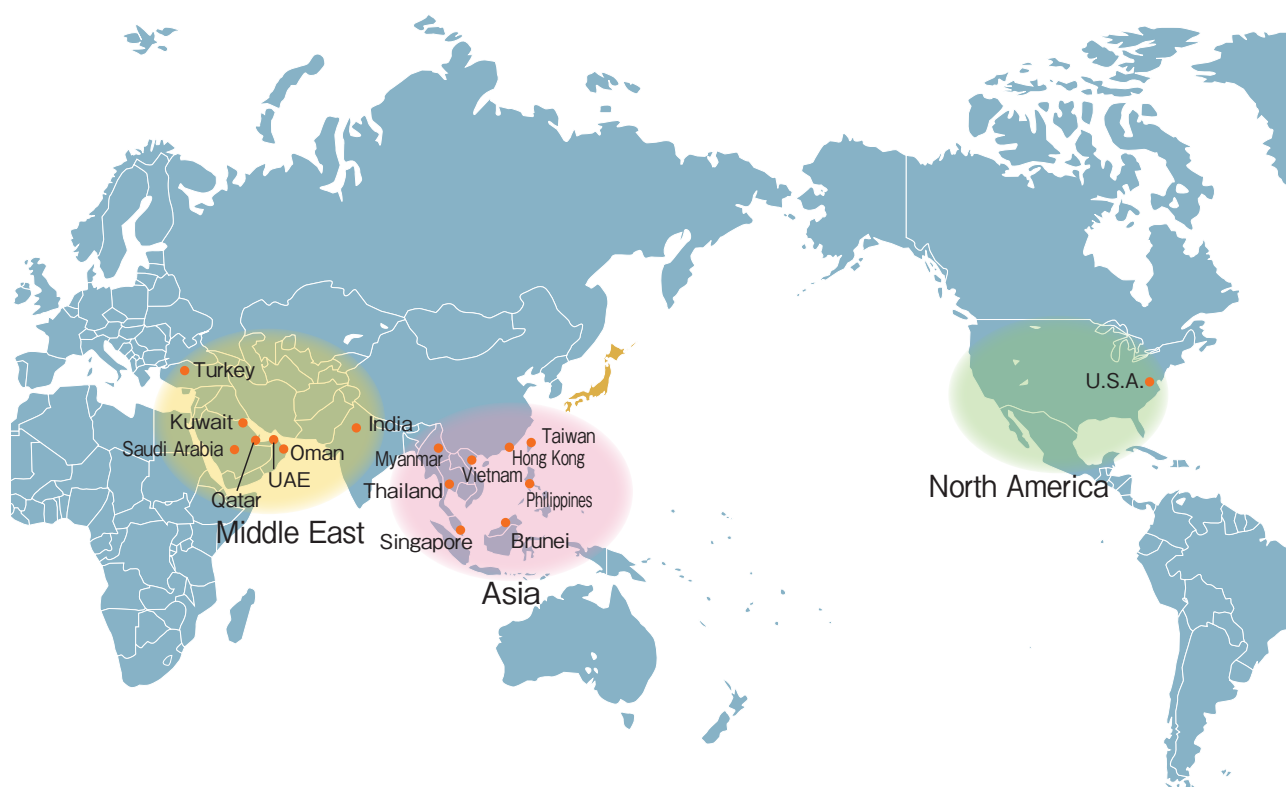 Turkey
Kuwait
Saudi Arabia
Qatar
UAE
Oman
India
Middle East
Myanmar
Taiwan
Hong Kong
Vietnam
Thailand
Philippines
Singapore
Brunei
Asia
U.S.A.
North America